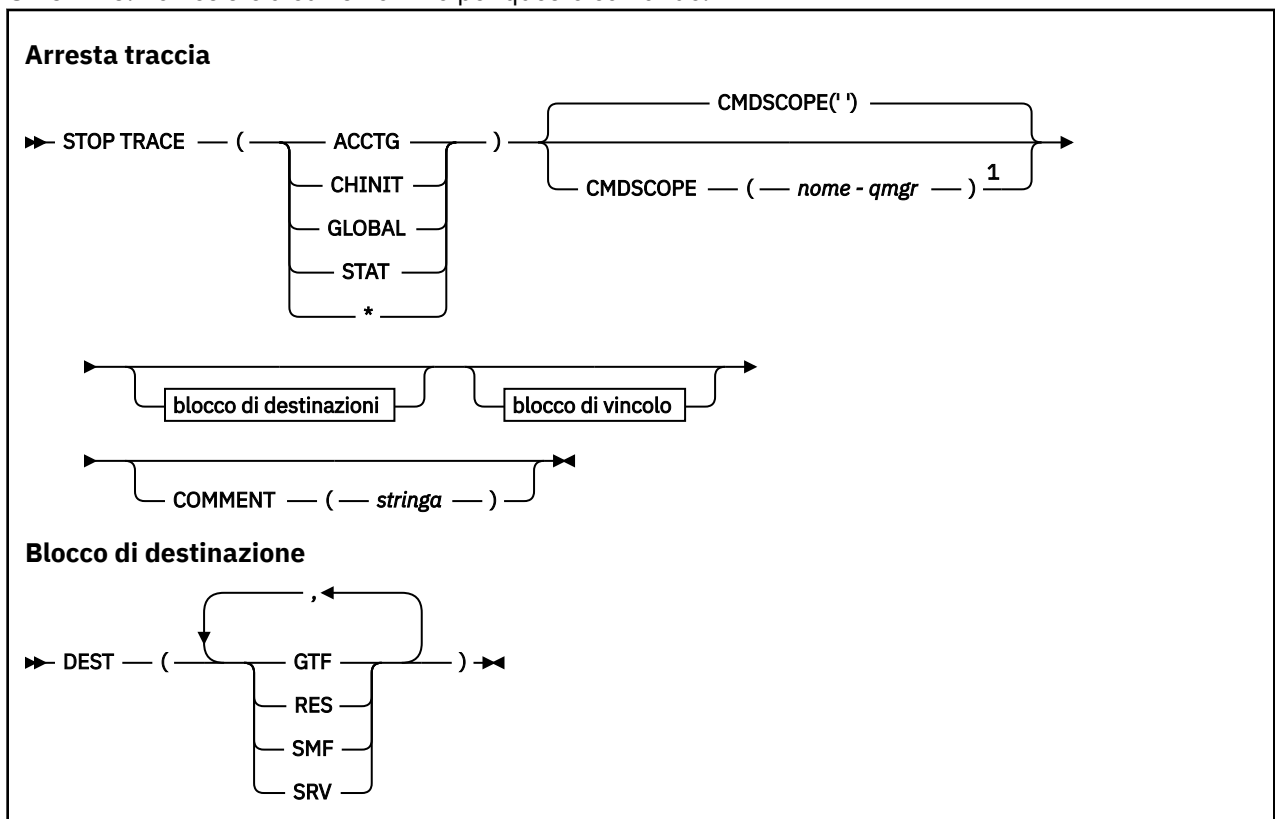 Arresta traccia
CMDSCOPE(' ')
STOP TRACE ( ACCTG )
CHINIT
GLOBAL
STAT
*
CMDSCOPE ( nome - qmgr ) 1
blocco di destinazioni
blocco di vincolo
COMMENT ( stringa )
Blocco di destinazione
,
DEST ( GTF )
RES
SMF
SRV